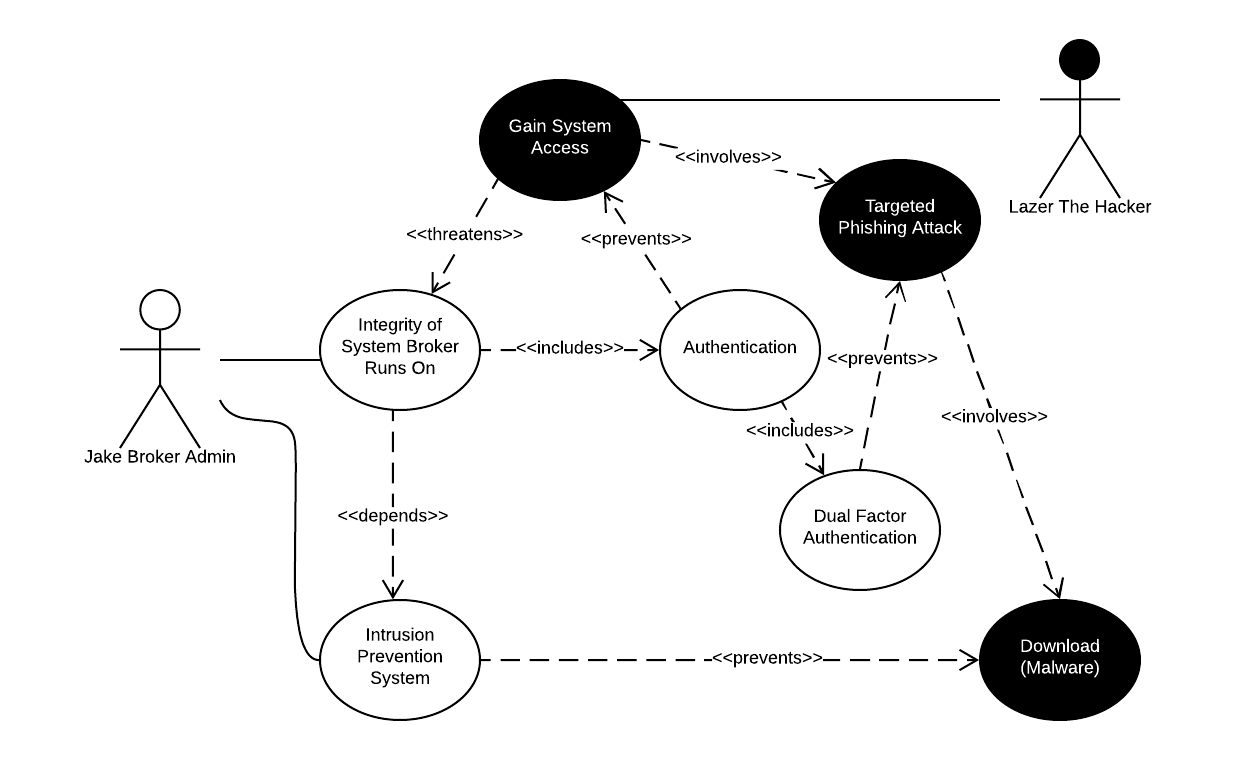 Gain System
Access
<<involves>>
Targeted
Phishing Attack
Lazer The Hacker
<<threatens>>
<<prevents>>
Integrity of
System Broker
Runs On
<<includes>>
Authentication
<<prevents>>
<<involves>>
<<includes>>
Jake Broker Admin
<<depends>>
Dual Factor
Authentication
Intrusion
Prevention
System
<<prevents>>
Download
(Malware)